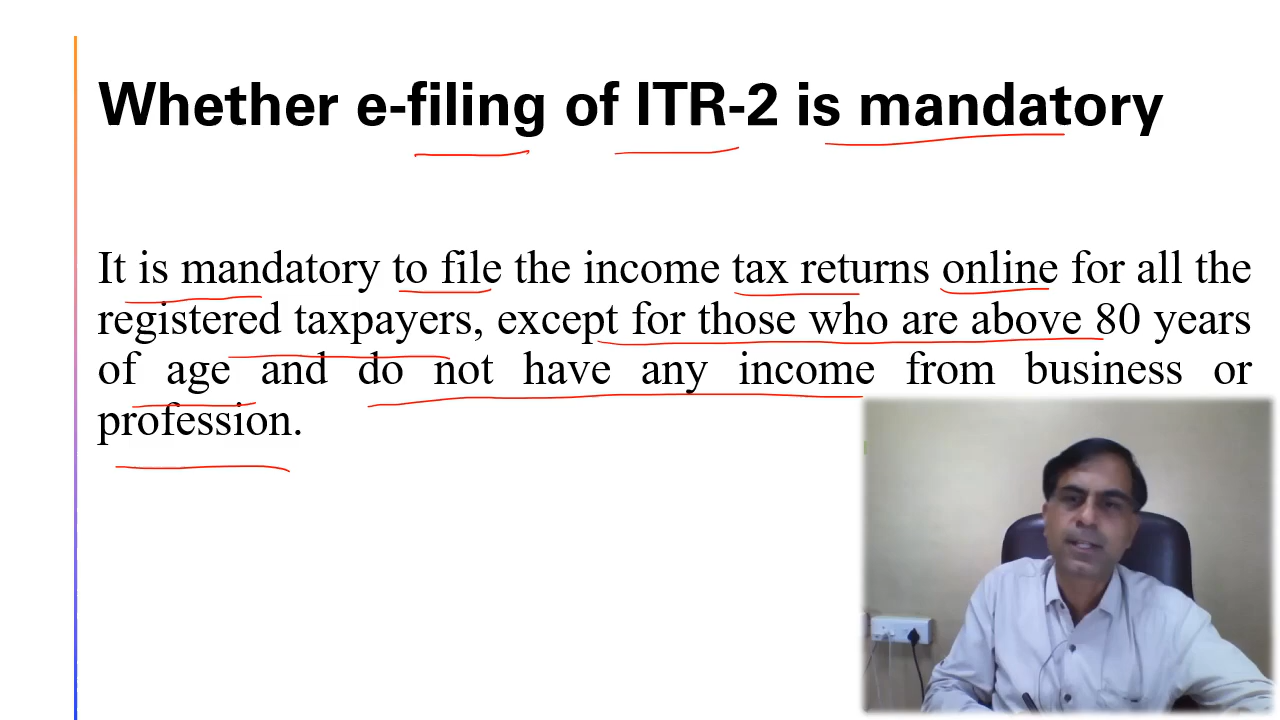 Whether e-filing of ITR-2 is mandatory
It is mandatory to file the income tax returns online for all the
registered taxpayers, except for those who are above 80 years
of age and do not have any income from business or
profession.